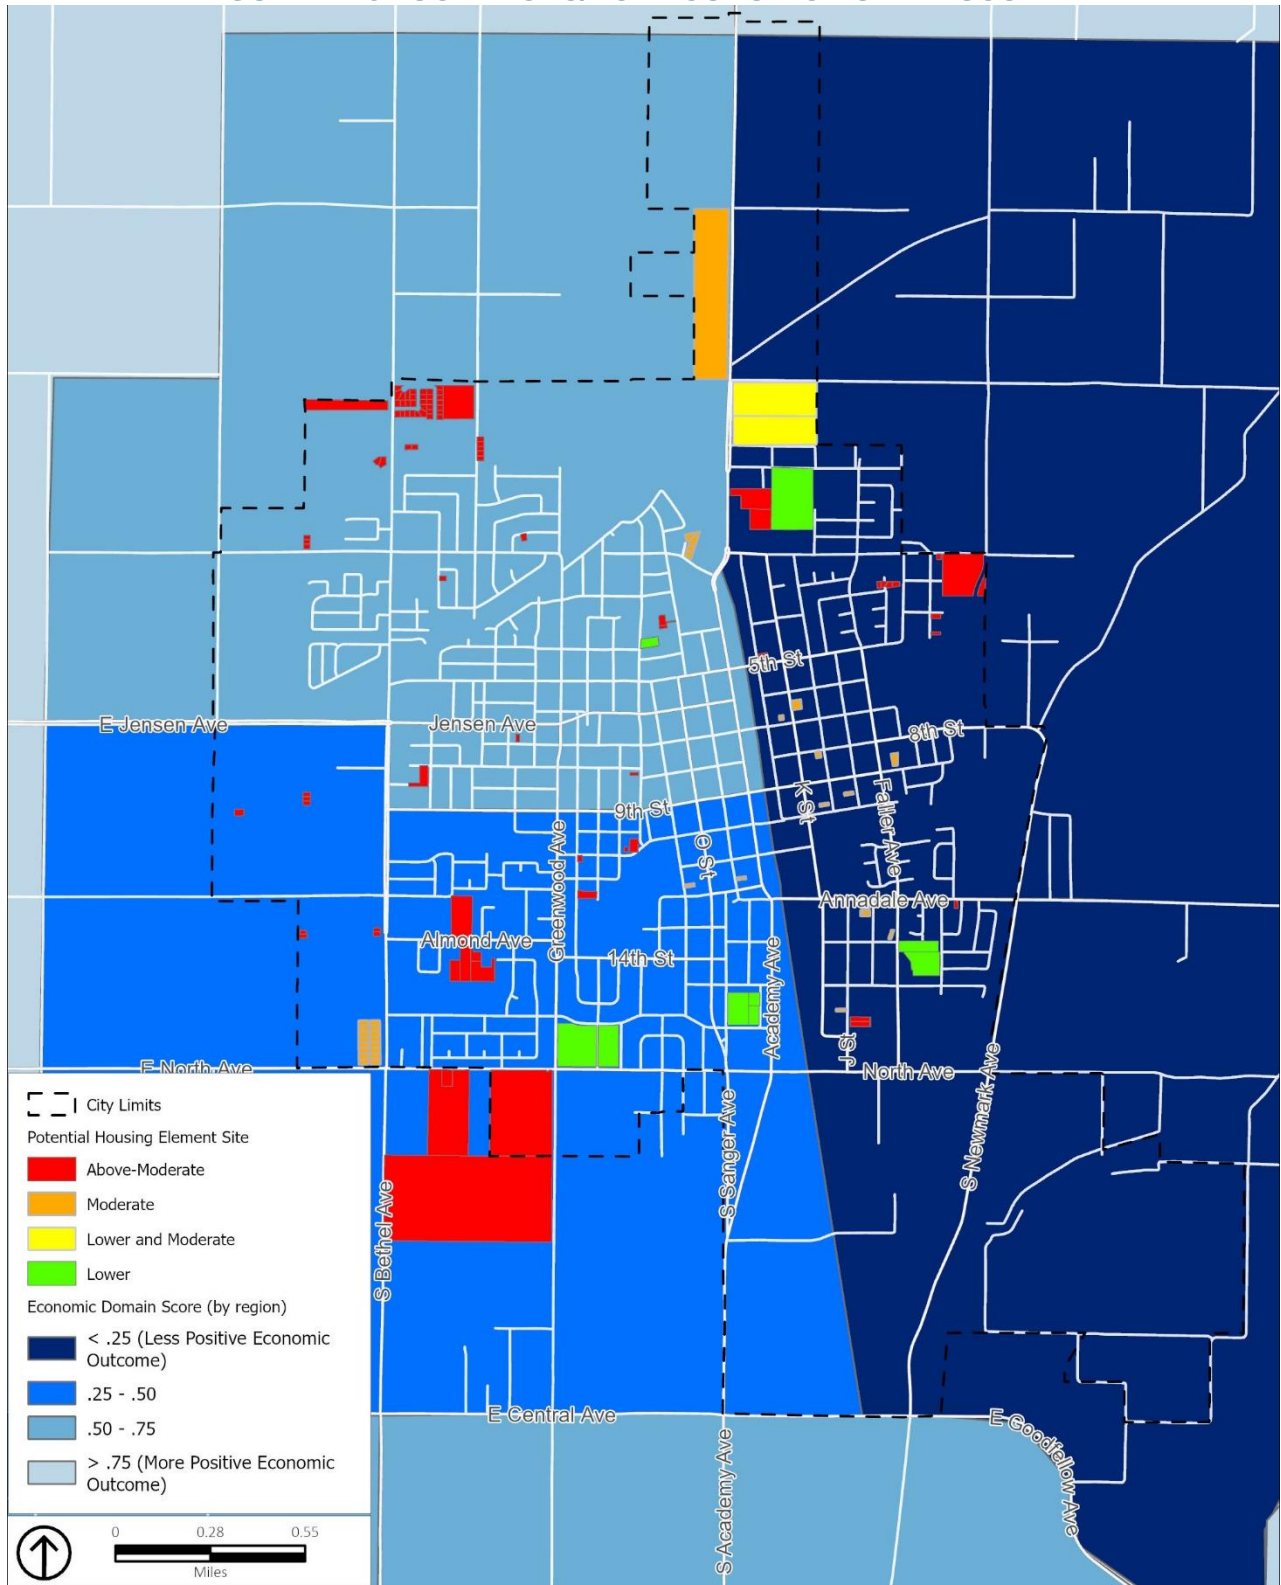 5th St
E Jensen Ave
Jensen Ave
8th St
K St
Faller Ave
9th St
O St
Greenwood Ave
Annadale Ave
Almond Ave
14th St
Academy Ave
J St
E North Ave
North Ave
S Newmark Ave
S Sanger Ave
S Bethel Ave
E Central Ave
E Goodfellow Ave
S Academy Ave
City Limits
Potential Housing Element Site
Above-Moderate
Moderate
Lower and Moderate
Lower
Economic Domain Score (by region)
< .25 (Less Positive Economic
Outcome)
.25 - .50
.50 - .75
> .75 (More Positive Economic
Outcome)
0 0.28 0.55
Miles